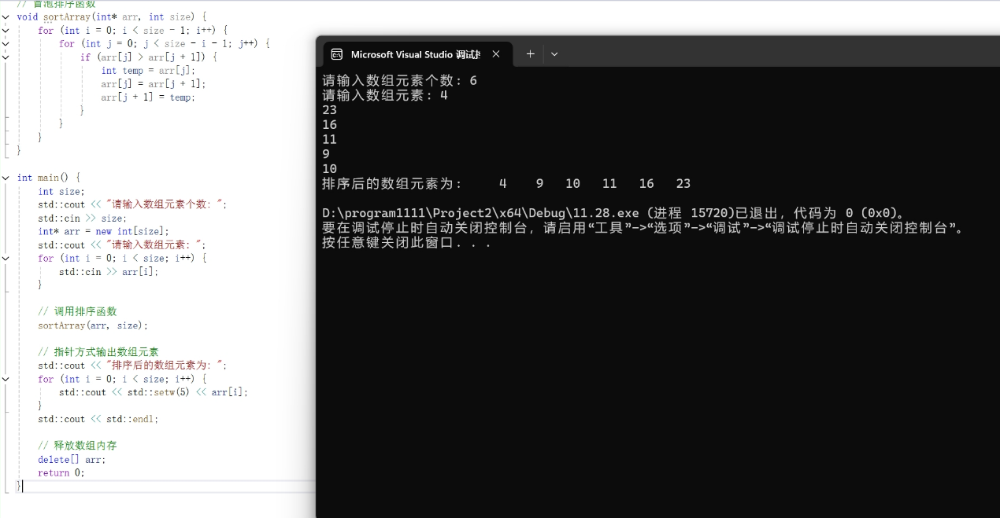 // 冒泡排序函数
void sortArray(int* arr, int size) {
for (int i = 0; i < size - 1; i++) {
for (int j = 0; j < size - i - 1; j++) {
if (arr[j] > arr[j + 1]) {
int temp = arr[j];
arr[j] = arr[j + 1];
arr[j + 1] = temp;
}
}
}
}
int main() {
int size;
std::cout << "请输入数组元素个数: ";
std::cin >> size;
int* arr = new int[size];
std::cout << "请输入数组元素: ";
for (int i = 0; i < size; i++) {
std::cin >> arr[i];
}
// 调用排序函数
sortArray(arr, size);
// 指针方式输出数组元素
std::cout << "排序后的数组元素为: ";
for (int i = 0; i < size; i++) {
std::cout << std::setw(5) << arr[i];
}
std::cout << std::endl;
// 释放数组内存
delete[] arr;
return 0;
}
Microsoft Visual Studio 调试
请输入数组元素个数: 6
请输入数组元素: 4
23
16
11
9
10
排序后的数组元素为: 4 9 10 11 16 23
D:\program1111\Project2\x64\Debug\11.28.exe (进程 15720)已退出，代码为 0 (0x0)。
要在调试停止时自动关闭控制台，请启用“工具”->“选项”->“调试”->“调试停止时自动关闭控制台”。
按任意键关闭此窗口. . .